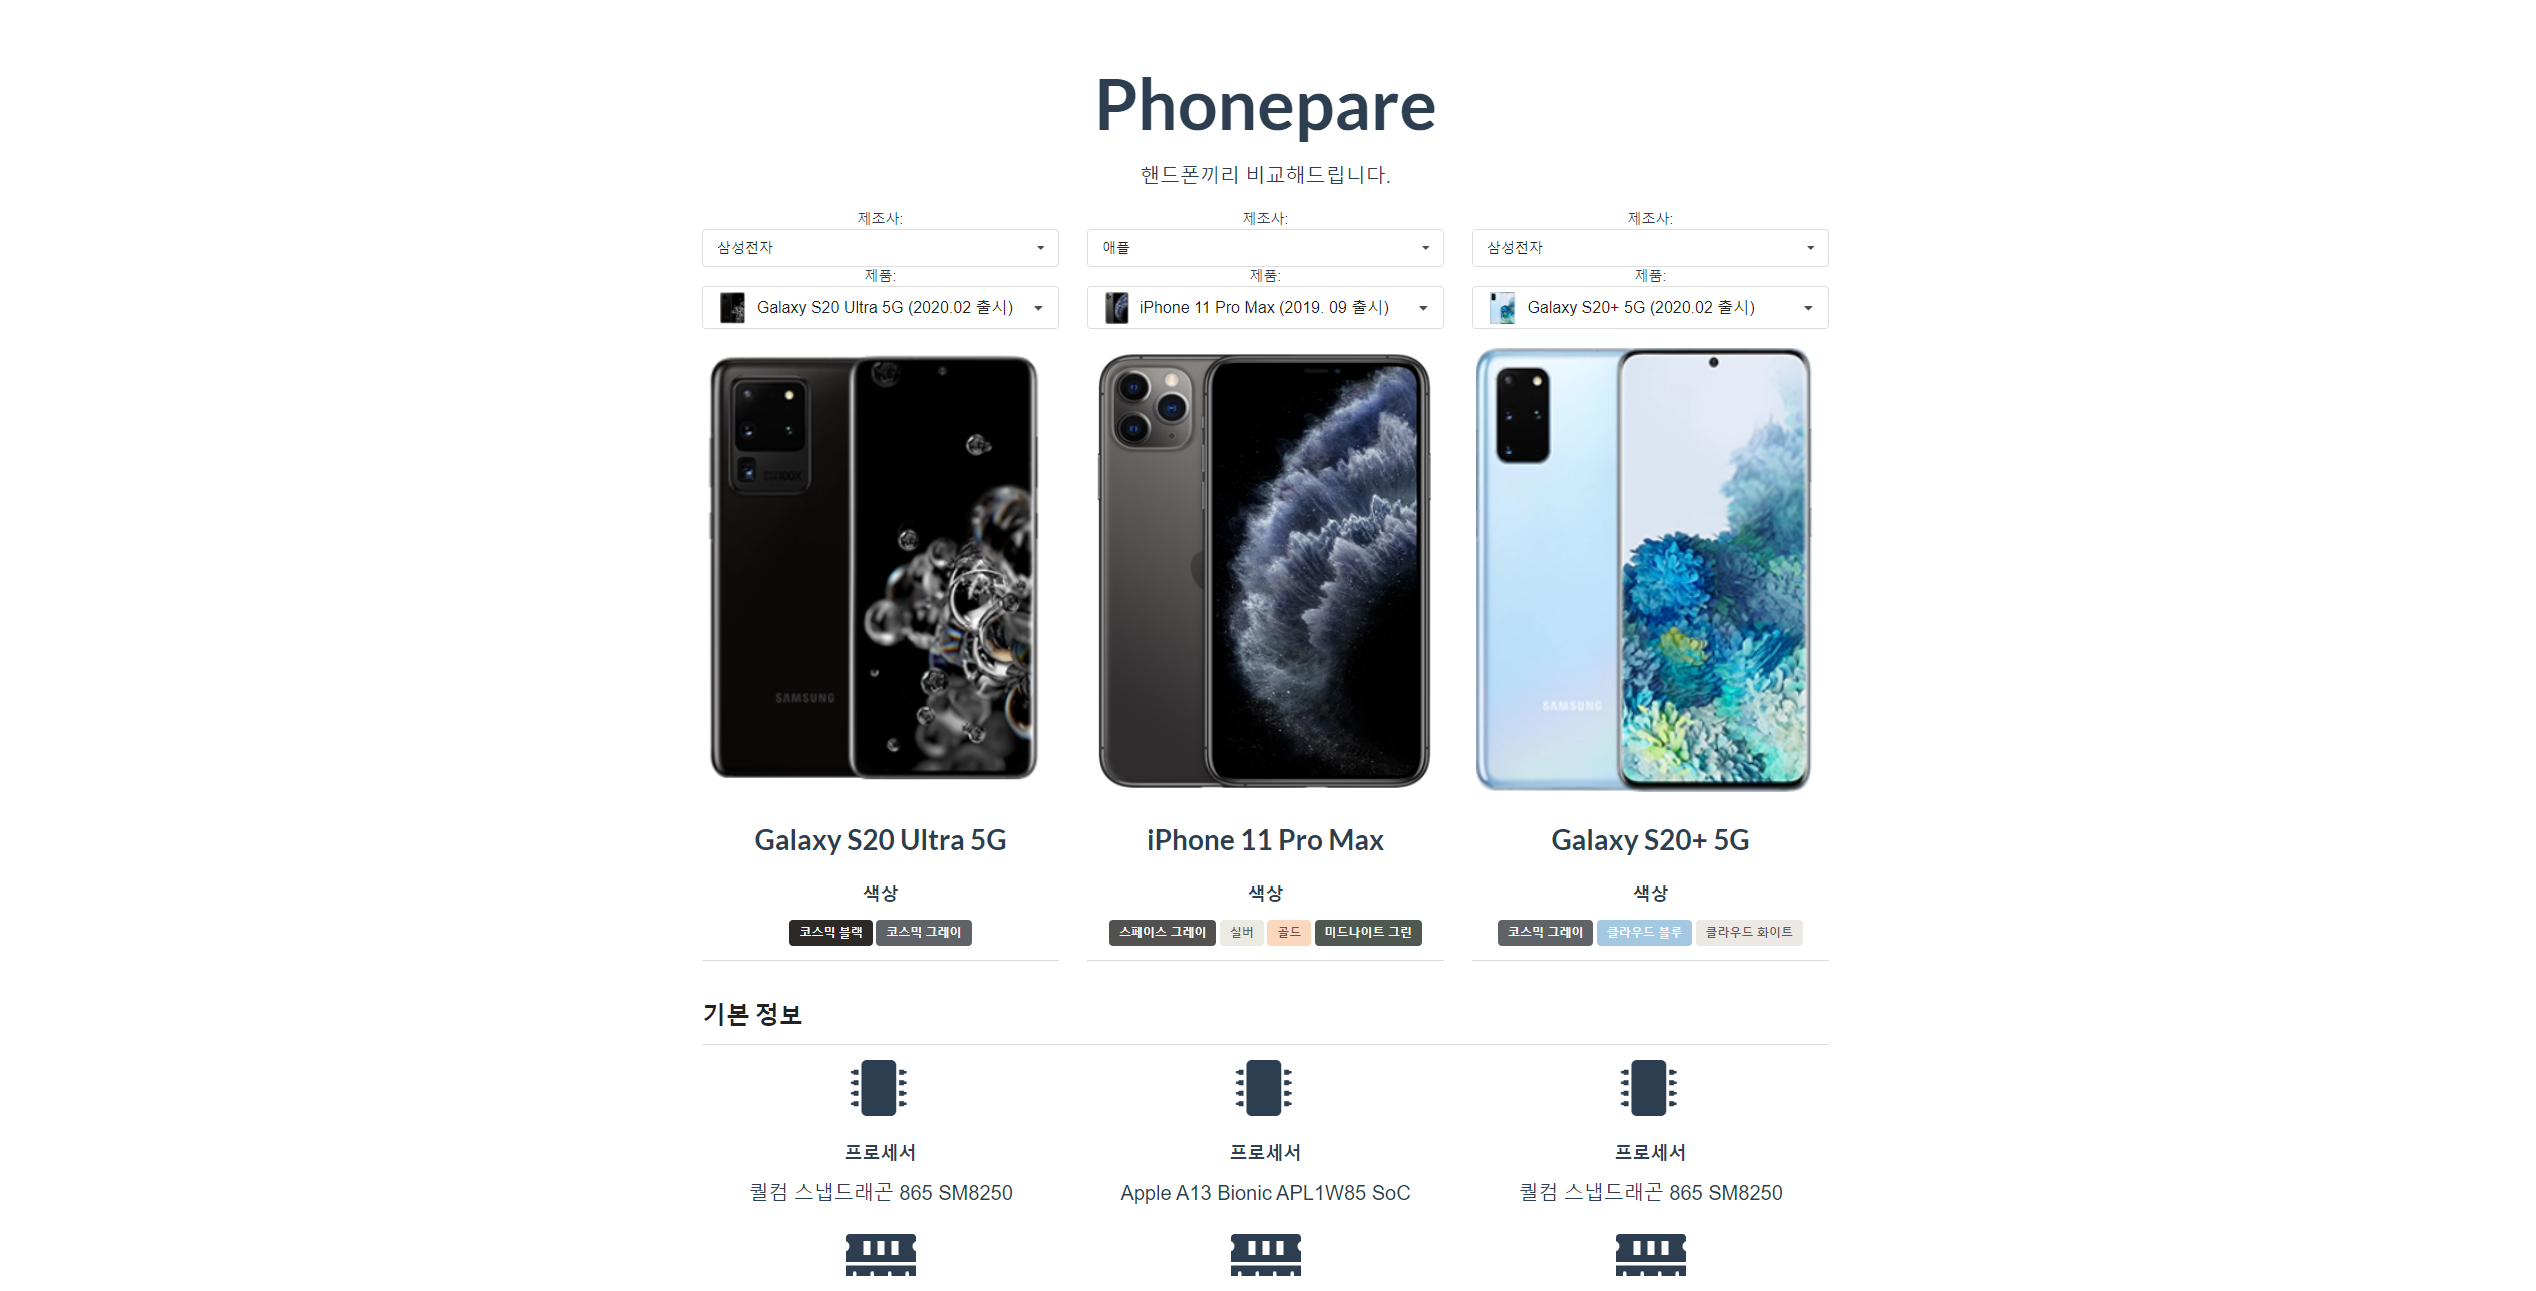 Phonepare
핸드폰끼리 비교해드립니다.
제조사: 제조사: 제조사:
삼성전자 애플 삼성전자
제품: 제품: 제품:
Galaxy S20 Ultra 5G (2020.02 출시) iPhone 11 Pro Max (2019. 09 출시) Galaxy S20+ 5G (2020.02 출시)
100X
SAMSUNG SAMSUNG
Galaxy S20 Ultra 5G iPhone 11 Pro Max Galaxy S20+ 5G
색상 색상 색상
코스믹 블랙 코스믹 그레이 스페이스 그레이 실버 골드 미드나이트 그린 코스믹 그레이 클라우드 블루 클라우드 화이트
기본 정보
프로세서 프로세서 프로세서
퀄컴 스냅드래곤 865 SM8250 Apple A13 Bionic APL1W85 SoC 퀄컴 스냅드래곤 865 SM8250